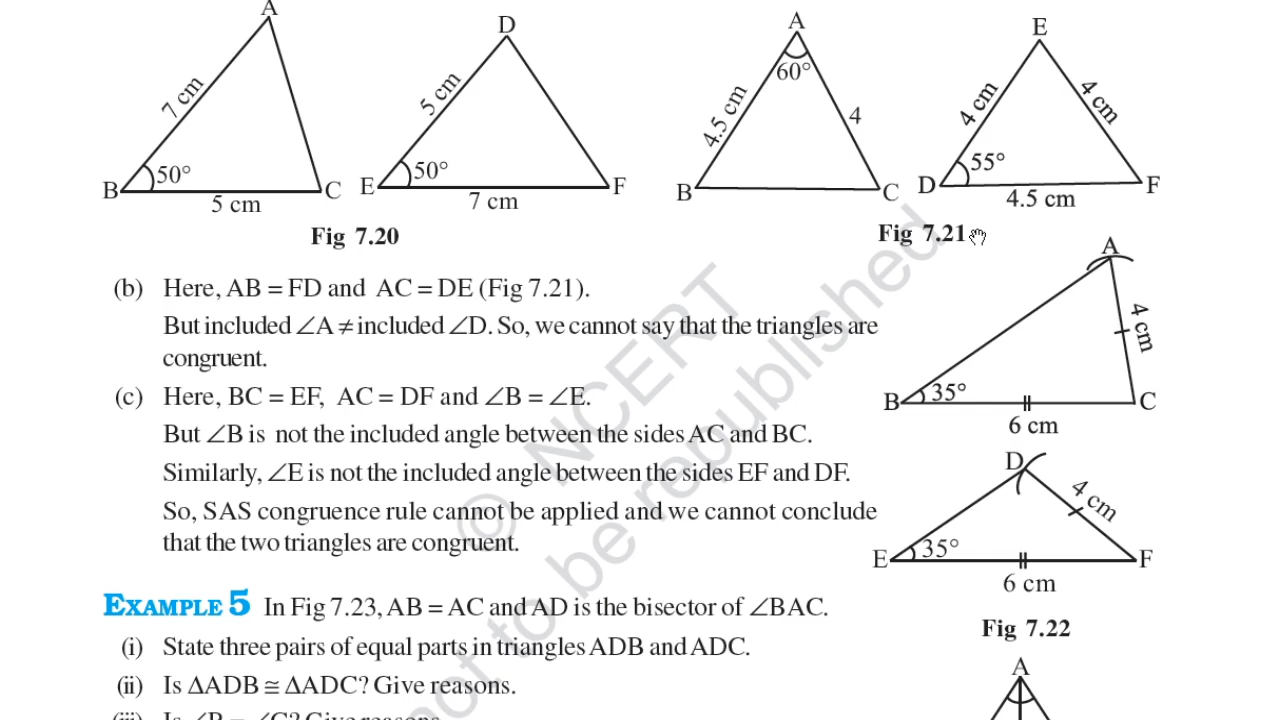 A
7 cm
50°
B
C
5 cm
D
5 cm
50°
E
F
7 cm
Fig 7.20
A
60°
4.5 cm
4
B
C
E
4 cm
4 cm
55°
D
F
4.5 cm
Fig 7.21
(b) Here, AB = FD and AC = DE (Fig 7.21).
But included ∠A ≠ included ∠D. So, we cannot say that the triangles are
congruent.
(c) Here, BC = EF, AC = DF and ∠B = ∠E.
But ∠B is not the included angle between the sides AC and BC.
Similarly, ∠E is not the included angle between the sides EF and DF.
So, SAS congruence rule cannot be applied and we cannot conclude
that the two triangles are congruent.
A
4 cm
35°
B
C
6 cm
D
4 cm
35°
E
F
6 cm
Fig 7.22
EXAMPLE 5 In Fig 7.23, AB = AC and AD is the bisector of ∠BAC.
(i) State three pairs of equal parts in triangles ADB and ADC.
(ii) Is ΔADB ≅ ΔADC? Give reasons.
(iii) Is ∠B = ∠C? Give reasons.
A
© NCERT
not to be republished